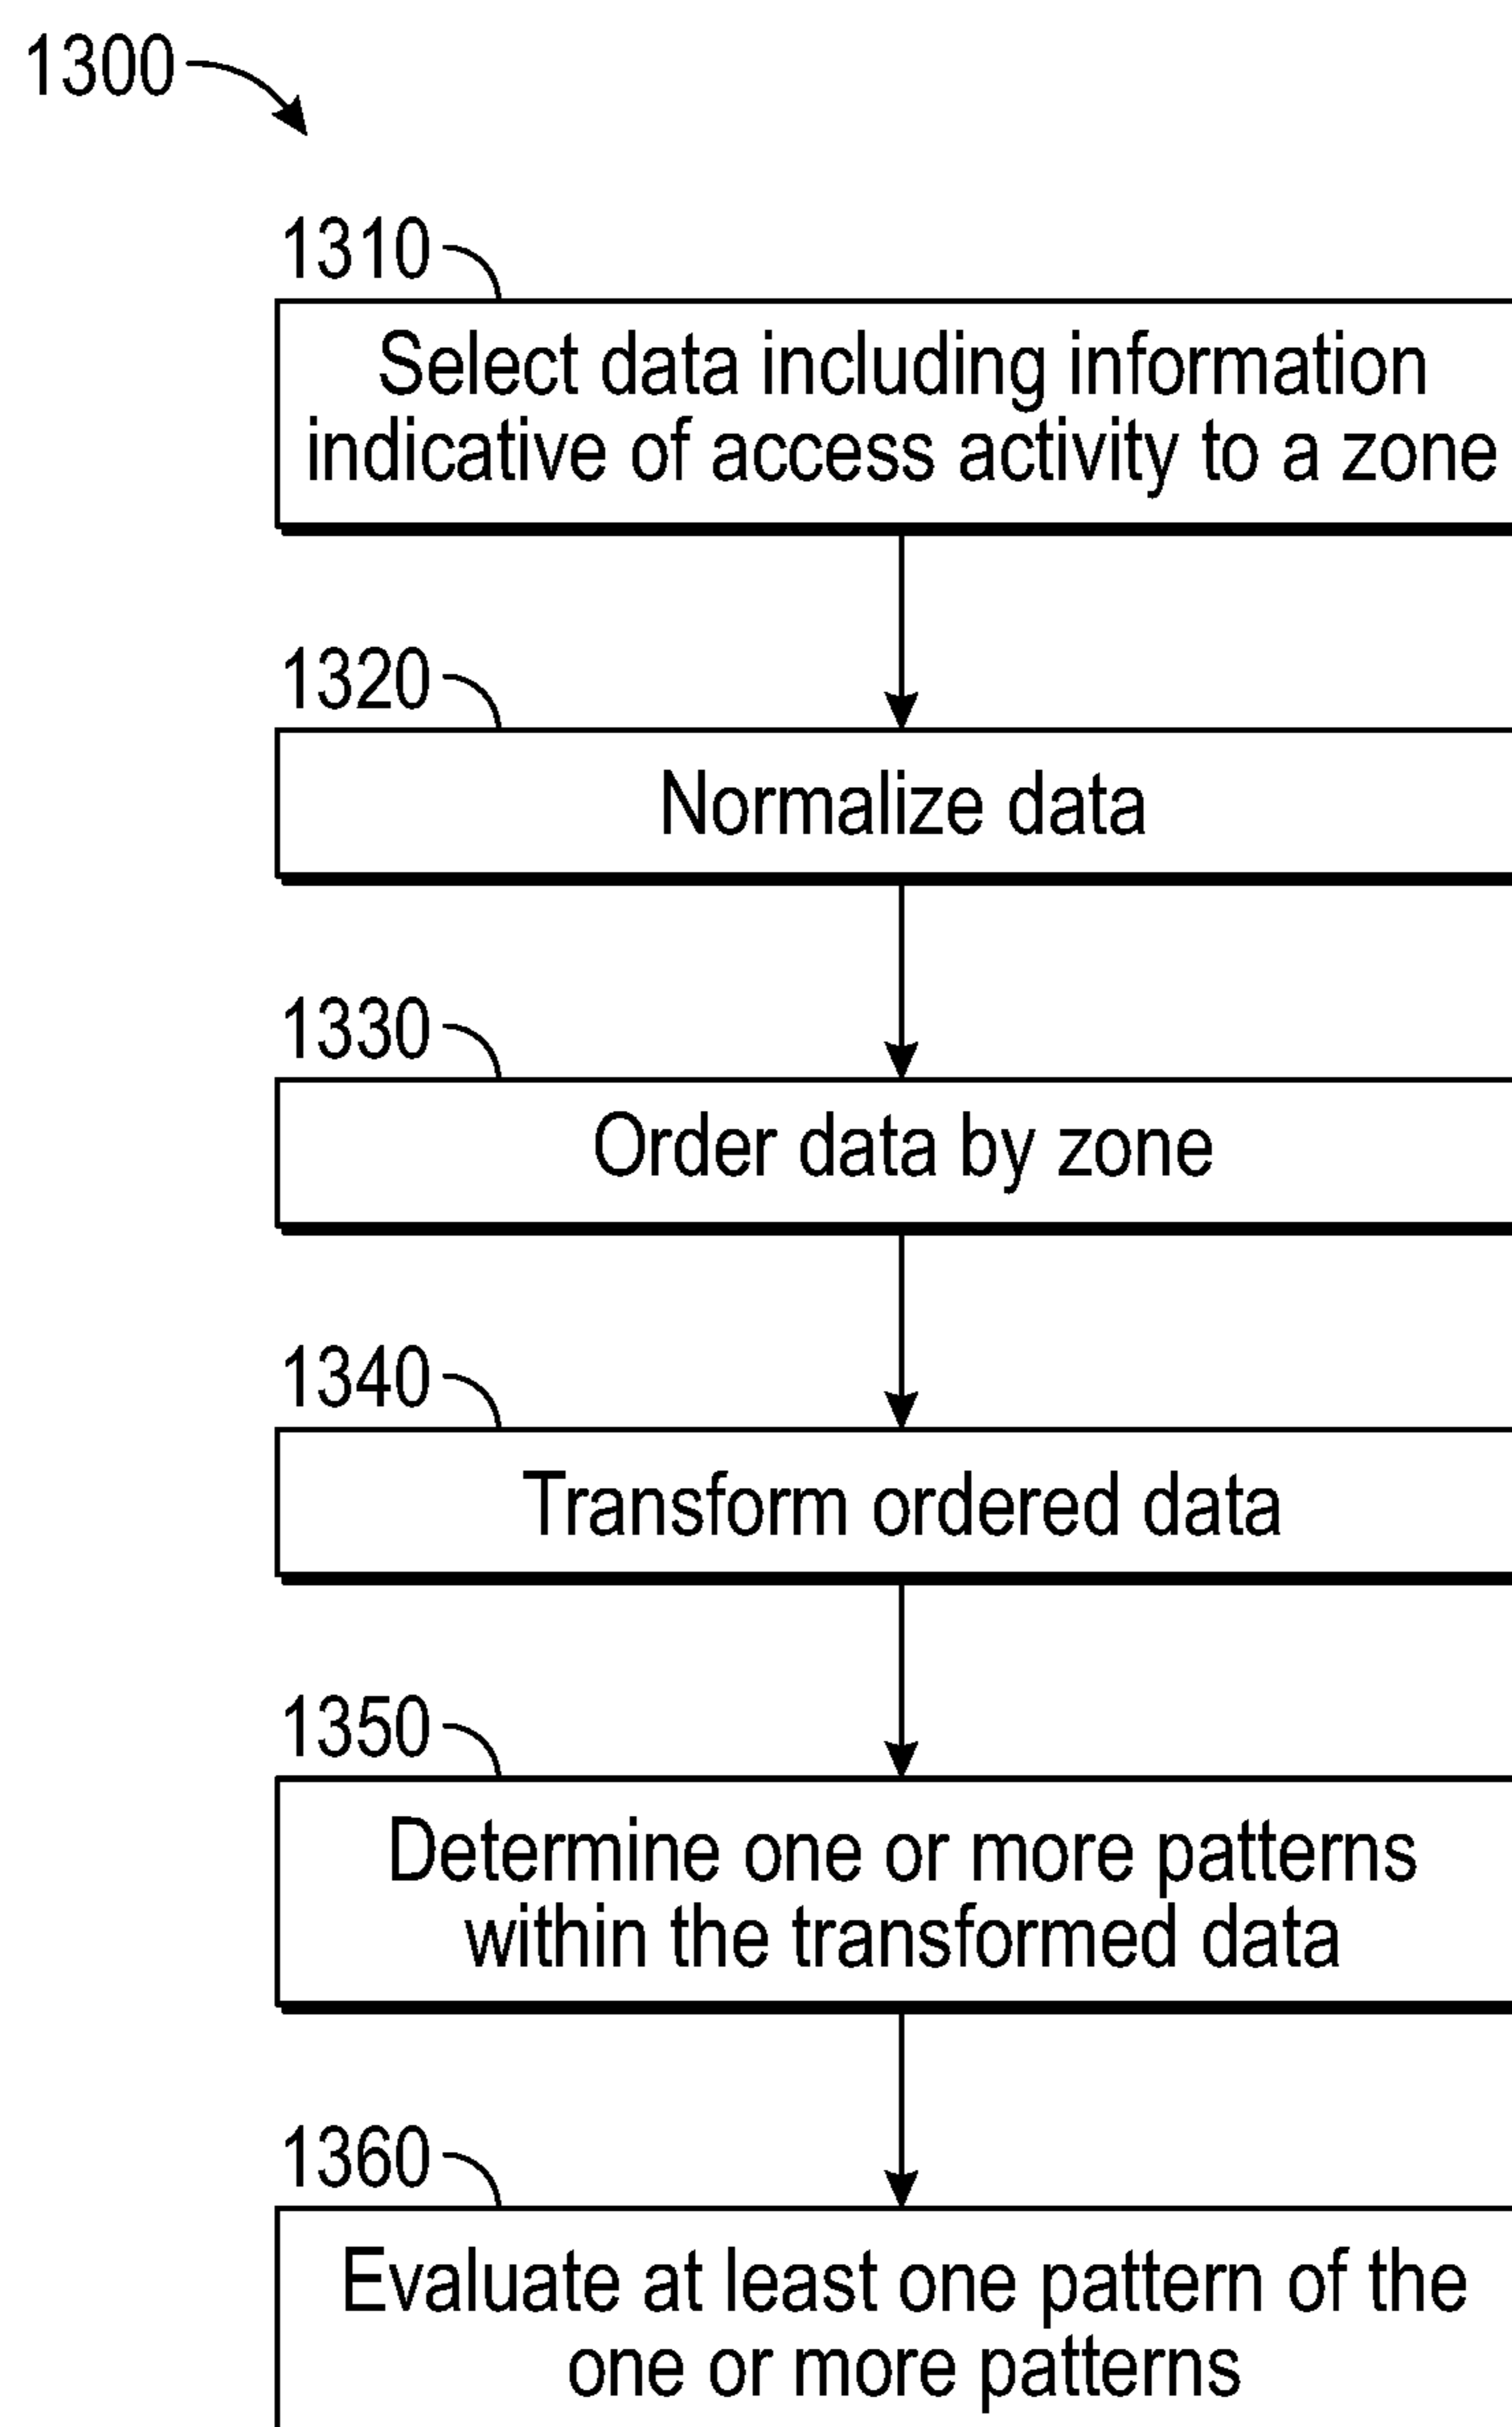 1300
1310
Select data including information
indicative of access activity to a zone
1320
Normalize data
1330
Order data by zone
1340
Transform ordered data
1350
Determine one or more patterns
within the transformed data
1360
Evaluate at least one pattern of the
one or more patterns